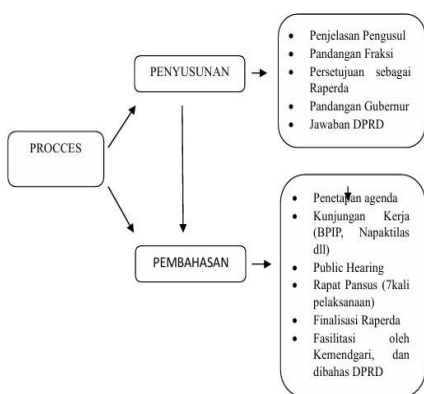 PROCCES
PENYUSUNAN
• Penjelasan Pengusul
• Pandangan Fraksi
• Persetujuan sebagai
Raperda
• Pandangan Gubernur
• Jawaban DPRD
PEMBAHASAN
• Penetapan agenda
• Kunjungan Kerja
(BPIP, Napaktilas
dll)
• Public Hearing
• Rapat Pansus (7kali
pelaksanaan)
• Finalisasi Raperda
• Fasilitasi oleh
Kemendgari, dan
dibahas DPRD